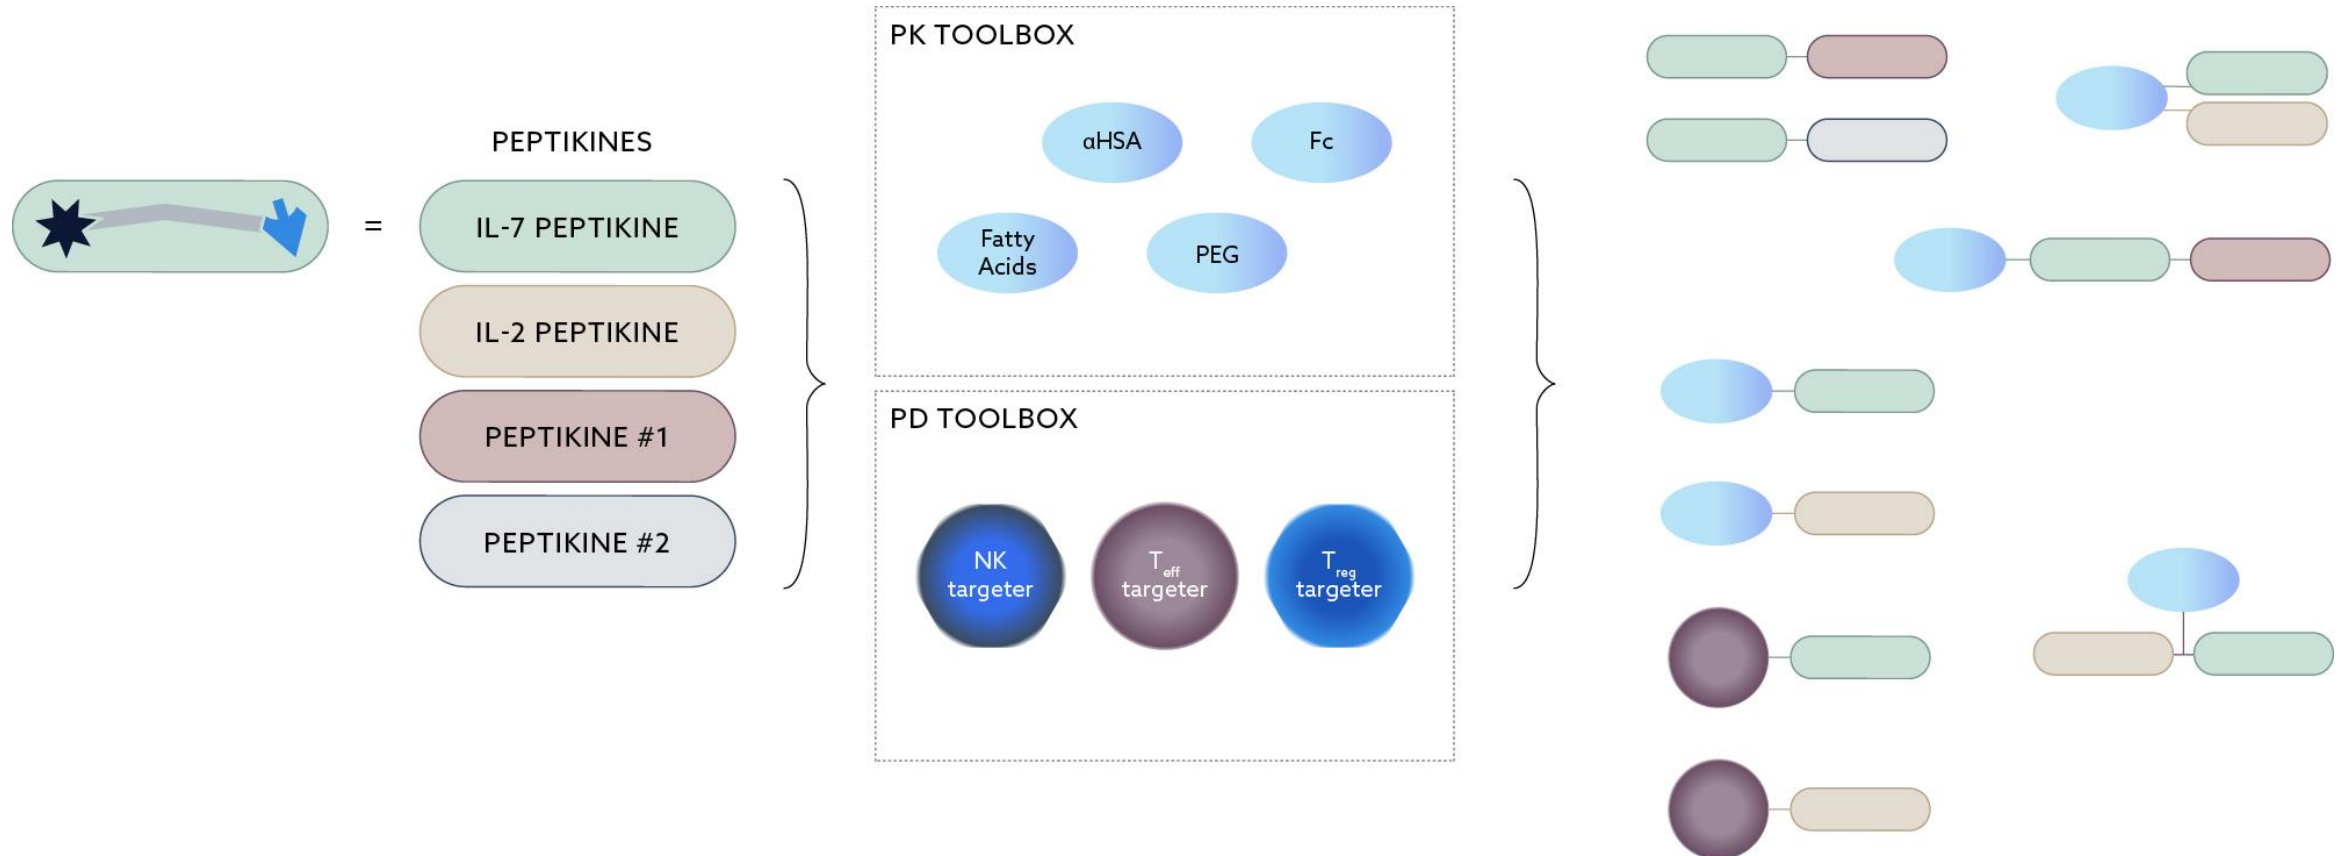 PEPTIKINES
=
IL-7 PEPTIKINE
IL-2 PEPTIKINE
PEPTIKINE #1
PEPTIKINE #2
PK TOOLBOX
αHSA
Fc
Fatty
Acids
PEG
PD TOOLBOX
NK
targeter
Teff
targeter
Treg
targeter